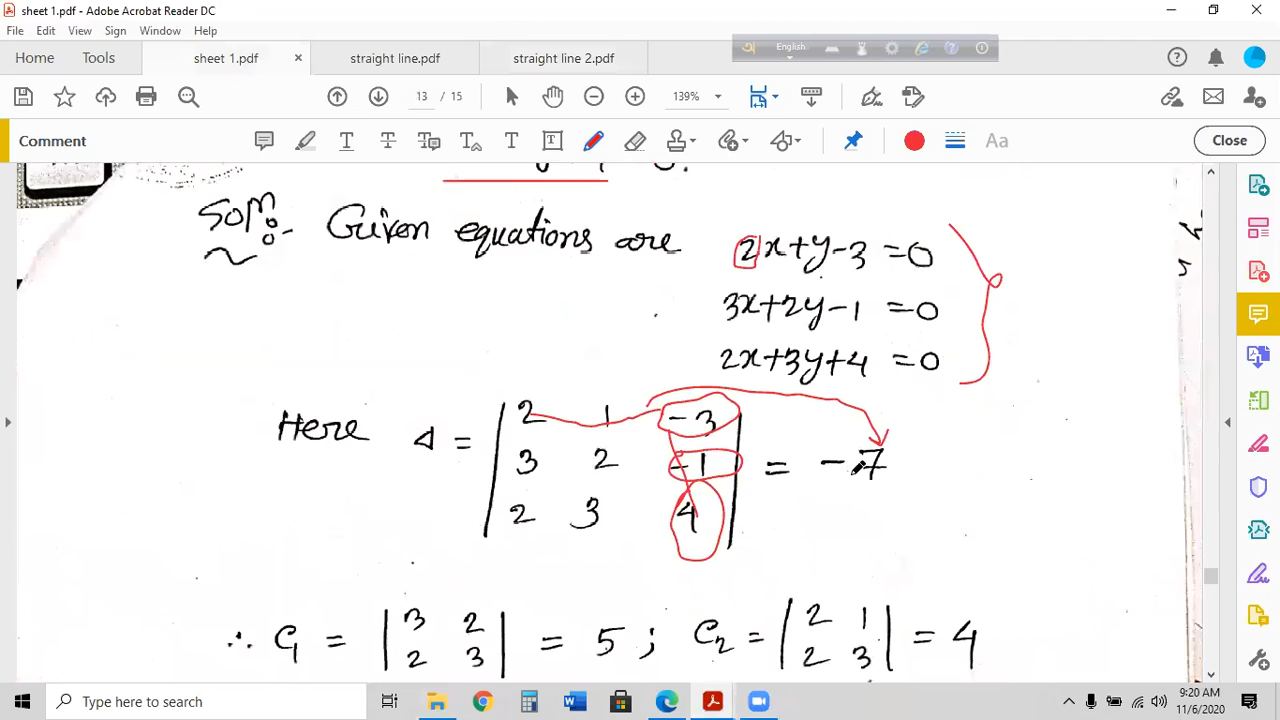 sheet 1.pdf - Adobe Acrobat Reader DC
File Edit View Sign Window Help
Home Tools sheet 1.pdf × straight line.pdf straight line 2.pdf
অ English
13 / 15 139%
Comment Close
Solⁿ:- Given equations are 2x+y-3 =0
3x+2y-1 =0
2x+3y+4 =0
Here Δ = | 2 1 -3 |
| 3 2 -1 | = -7
| 2 3 4 |
∴ C₁ = | 3 2 | = 5 ; C₂ = | 2 1 | = 4
| 2 3 | | 2 3 |
Type here to search
9:20 AM
11/6/2020